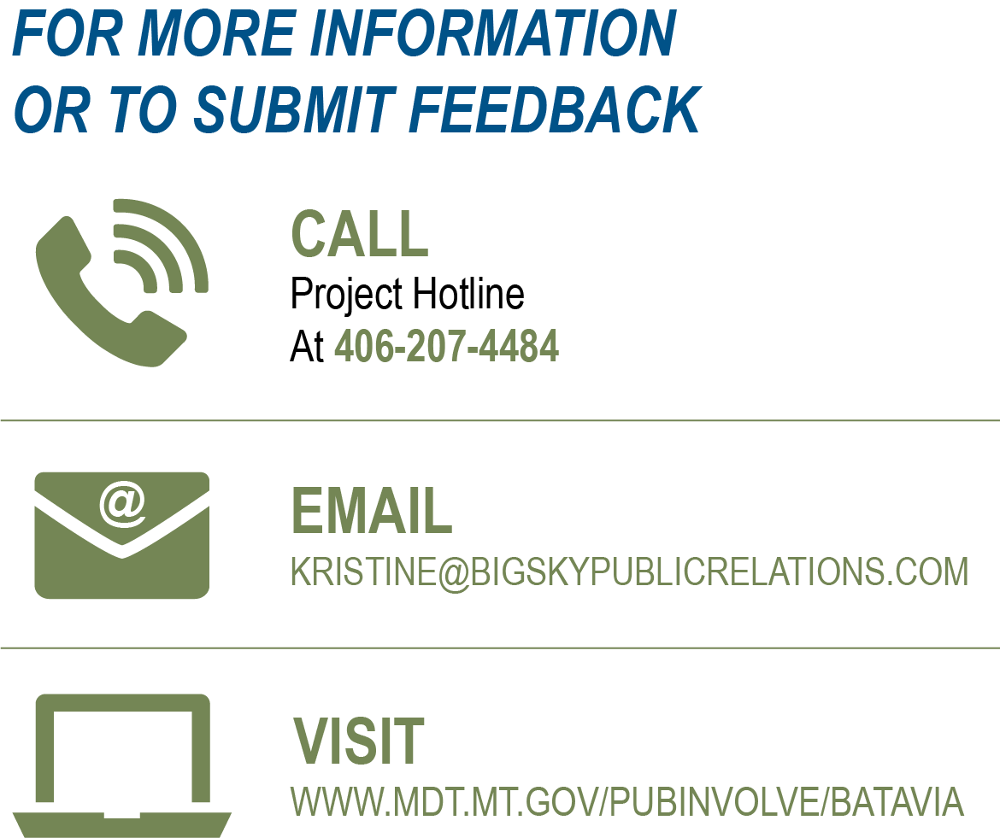 FOR MORE INFORMATION
OR TO SUBMIT FEEDBACK
CALL
Project Hotline
At 406-207-4484
@
EMAIL
KRISTINE@BIGSKYPUBLICRELATIONS.COM
VISIT
WWW.MDT.MT.GOV/PUBINVOLVE/BATAVIA